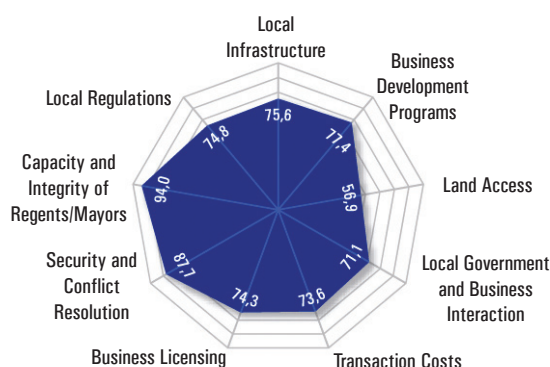 Local
Infrastructure
75,6
Business
Development
Programs
77,4
Land Access
56,9
Local Government
and Business
Interaction
71,1
Transaction Costs
73,6
Business Licensing
74,3
Security and
Conflict
Resolution
87,7
Capacity and
Integrity of
Regents/Mayors
94,0
Local Regulations
74,8